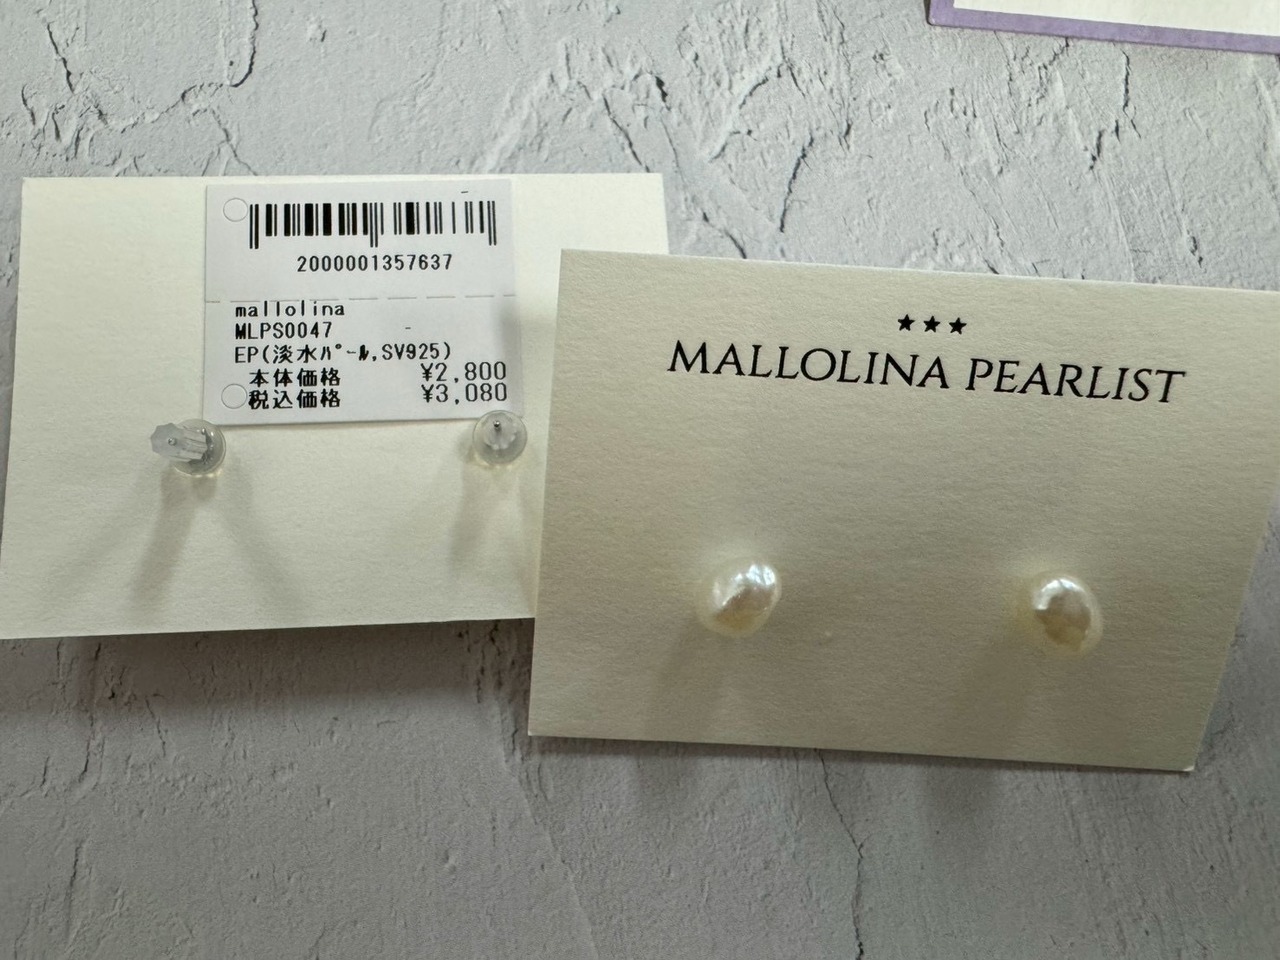 2000001357637
mallolina
MLPS0047
EP(淡水ﾊﾟｰﾙ,SV925)
本体価格 ¥2,800
税込価格 ¥3,080
★★★
MALLOLINA PEARLIST